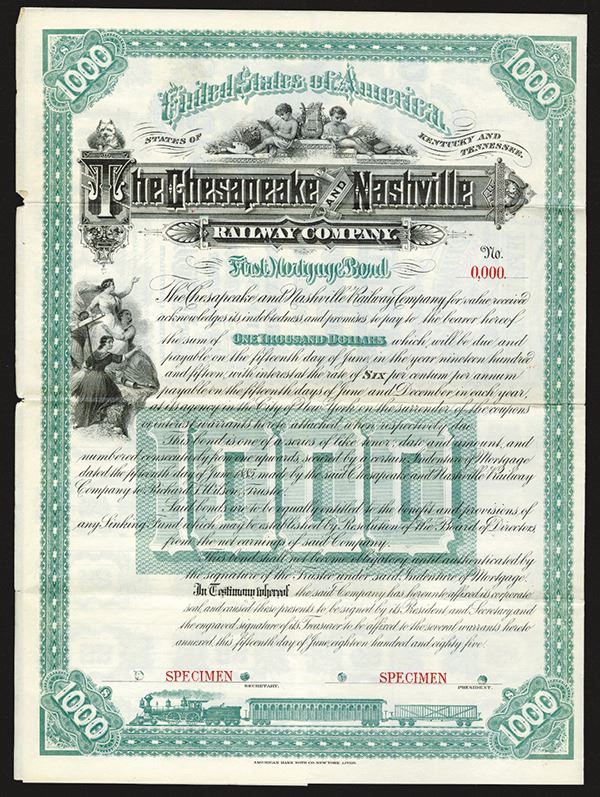 1000
1000
United States of America.
STATES OF
KENTUCKY AND
TENNESSEE.
The Chesapeake AND Nashville
RAILWAY COMPANY.
First Mortgage Bond
No.
0,000.
The Chesapeake and Nashville Railway Company for value received
acknowledges its indebtedness and promises to pay to the bearer hereof
the sum of ONE THOUSAND DOLLARS which will be due and
payable on the fifteenth day of June, in the year nineteen hundred
and fifteen, with interest at the rate of SIX per centum per annum
payable on the fifteenth days of June and December in each year,
at its agency in the City of New York on the surrender of the coupons
or interest warrants hereto attached when respectively due.
This bond is one of a series of like tenor, date and amount, and
numbered consecutively from one upwards, secured by a certain Indenture of Mortgage
dated the fifteenth day of June 1885, made by the said Chesapeake and Nashville Railway
Company to Richard T. Wilson, Trustee.
Said bonds are to be equally entitled to the benefit and provisions of
any Sinking Fund which may be established by Resolution of the Board of Directors,
from the net earnings of said Company.
This bond shall not become obligatory until authenticated by
the signature of the Trustee under said Indenture of Mortgage.
In Testimony whereof the said Company has hereunto affixed its corporate
seal, and caused these presents to be signed by its President and Secretary, and
the engraved signature of its Treasurer to be affixed to the several warrants hereto
annexed, this fifteenth day of June, eighteen hundred and eighty five.
1000
SPECIMEN
SPECIMEN
SECRETARY.
PRESIDENT.
1000
1000
AMERICAN BANK NOTE CO. NEW YORK.